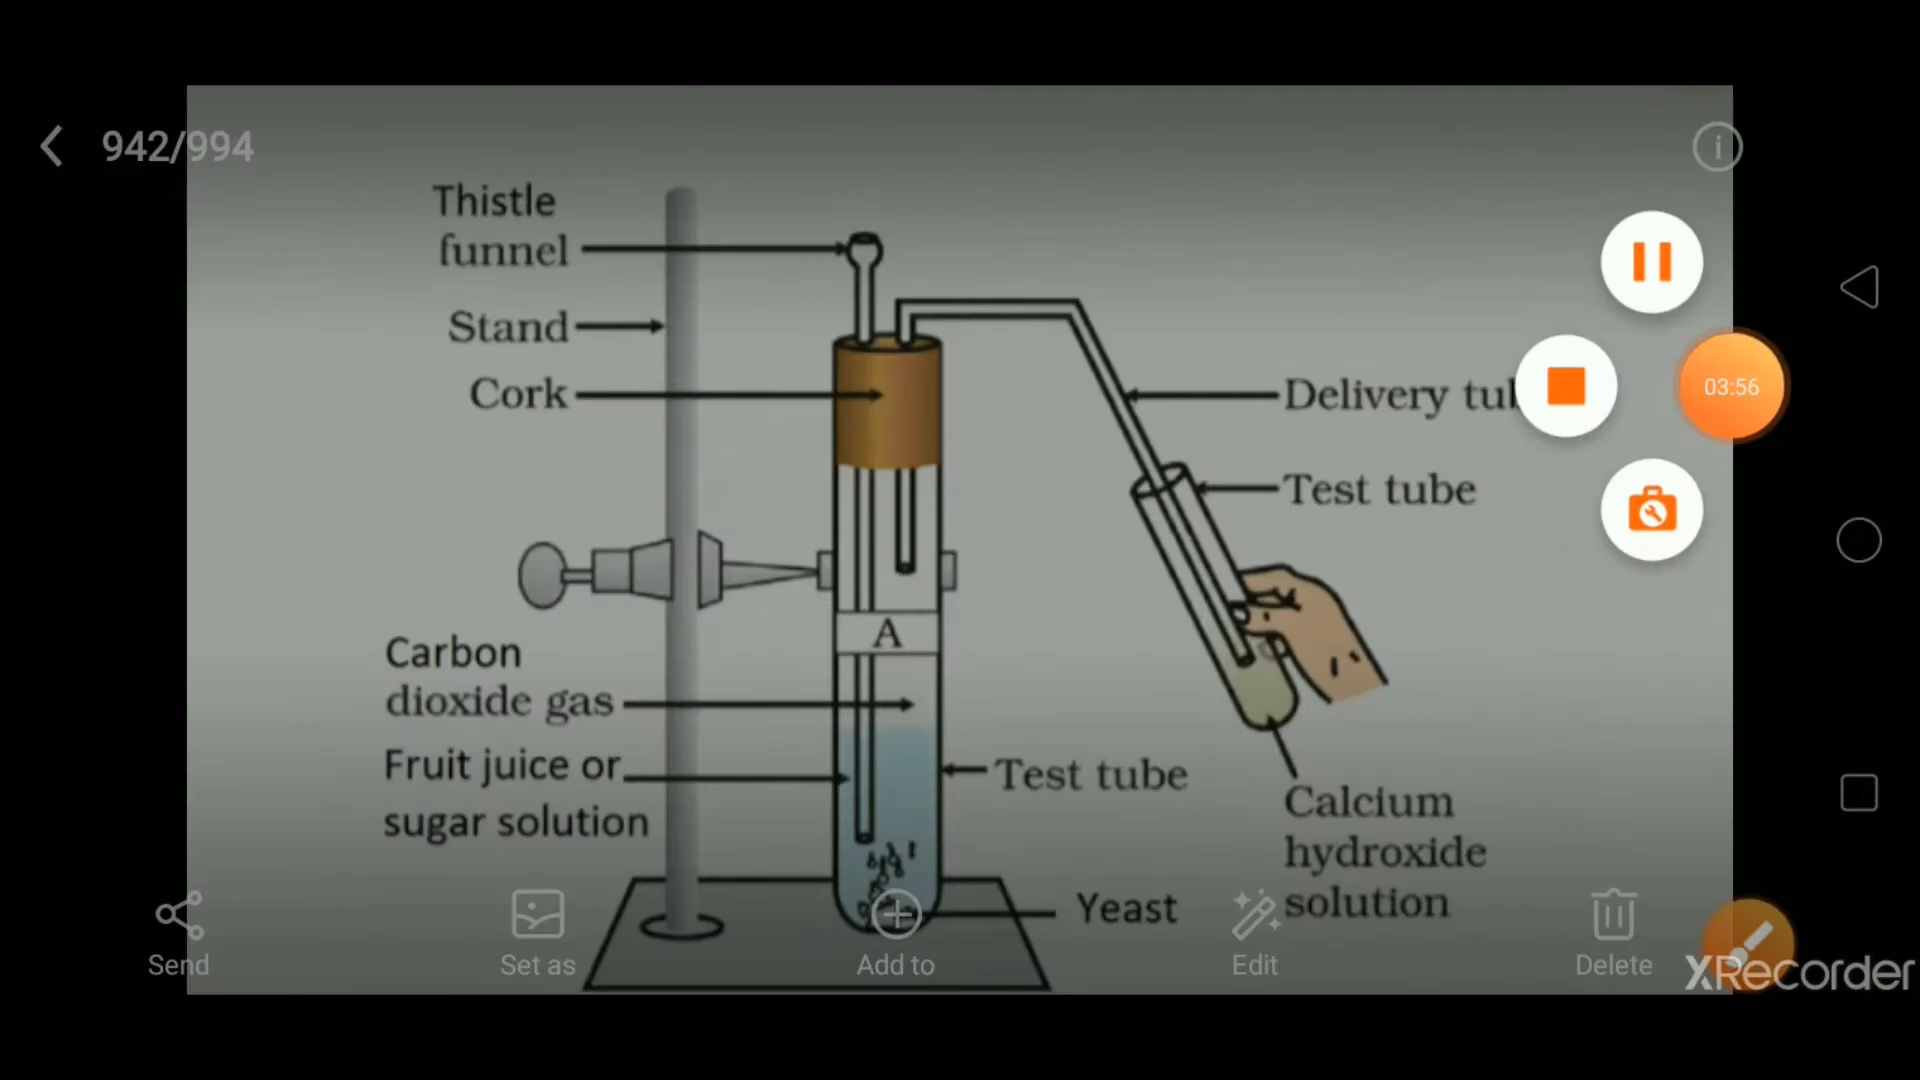 942/994
Thistle
funnel
Stand
Cork
Delivery
Test tube
03:56
A
Carbon
dioxide gas
Fruit juice or
sugar solution
Test tube
Calcium
hydroxide
solution
Yeast
Send
Set as
Add to
Edit
Delete
XRecorder